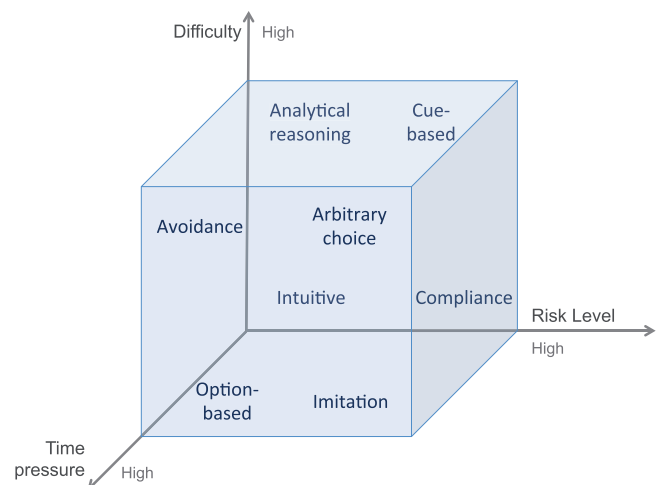 Difficulty
High
Analytical
reasoning
Cue-
based
Avoidance
Arbitrary
choice
Intuitive
Compliance
Risk Level
High
Option-
based
Imitation
Time
pressure
High